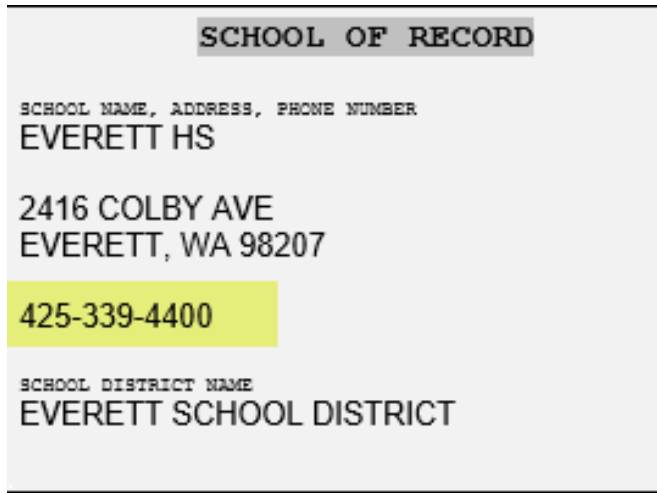 SCHOOL OF RECORD
SCHOOL NAME, ADDRESS, PHONE NUMBER
EVERETT HS
2416 COLBY AVE
EVERETT, WA 98207
425-339-4400
SCHOOL DISTRICT NAME
EVERETT SCHOOL DISTRICT